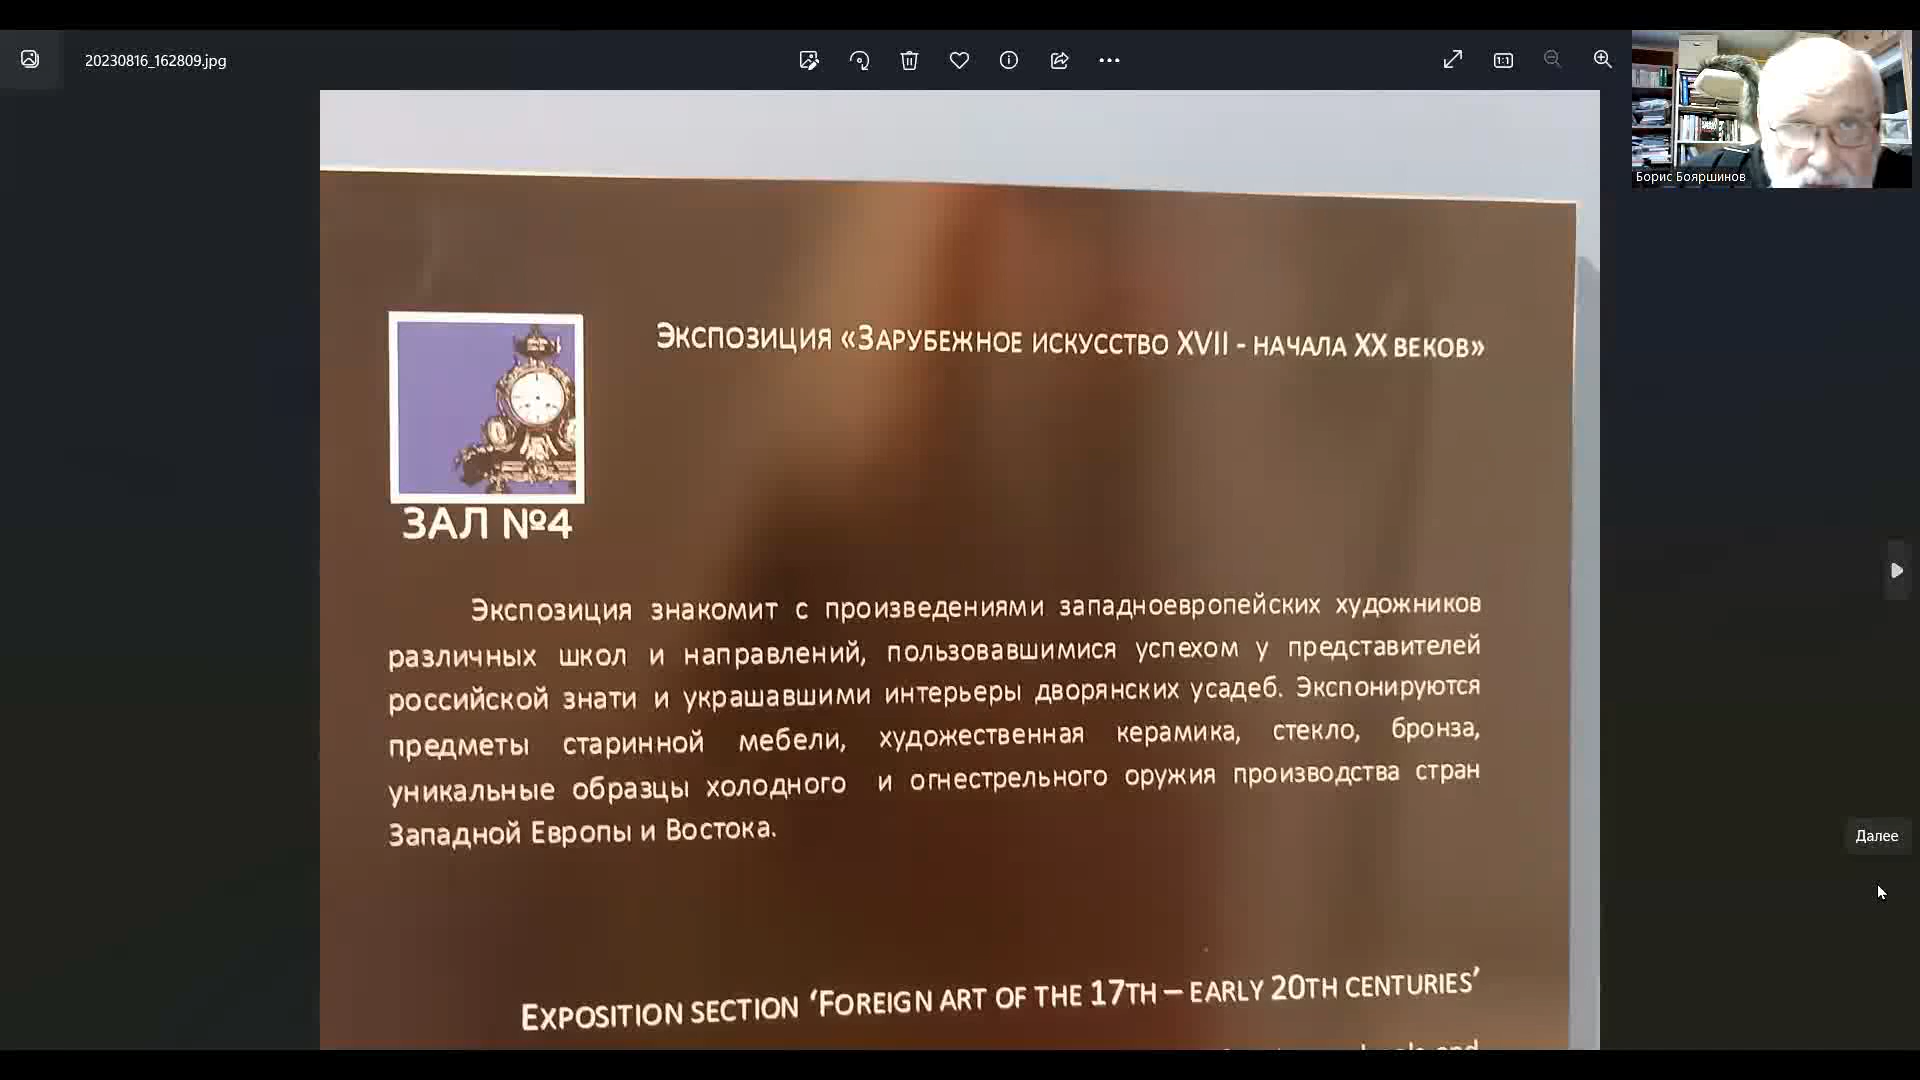 20230816_162809.jpg
1:1
Борис Бояршинов
Экспозиция «Зарубежное искусство XVII - начала XX веков»
ЗАЛ №4
Экспозиция знакомит с произведениями западноевропейских художников
различных школ и направлений, пользовавшимися успехом у представителей
российской знати и украшавшими интерьеры дворянских усадеб. Экспонируются
предметы старинной мебели, художественная керамика, стекло, бронза,
уникальные образцы холодного и огнестрельного оружия производства стран
Западной Европы и Востока.
Далее
Exposition section ‘Foreign art of the 17th – early 20th centuries’